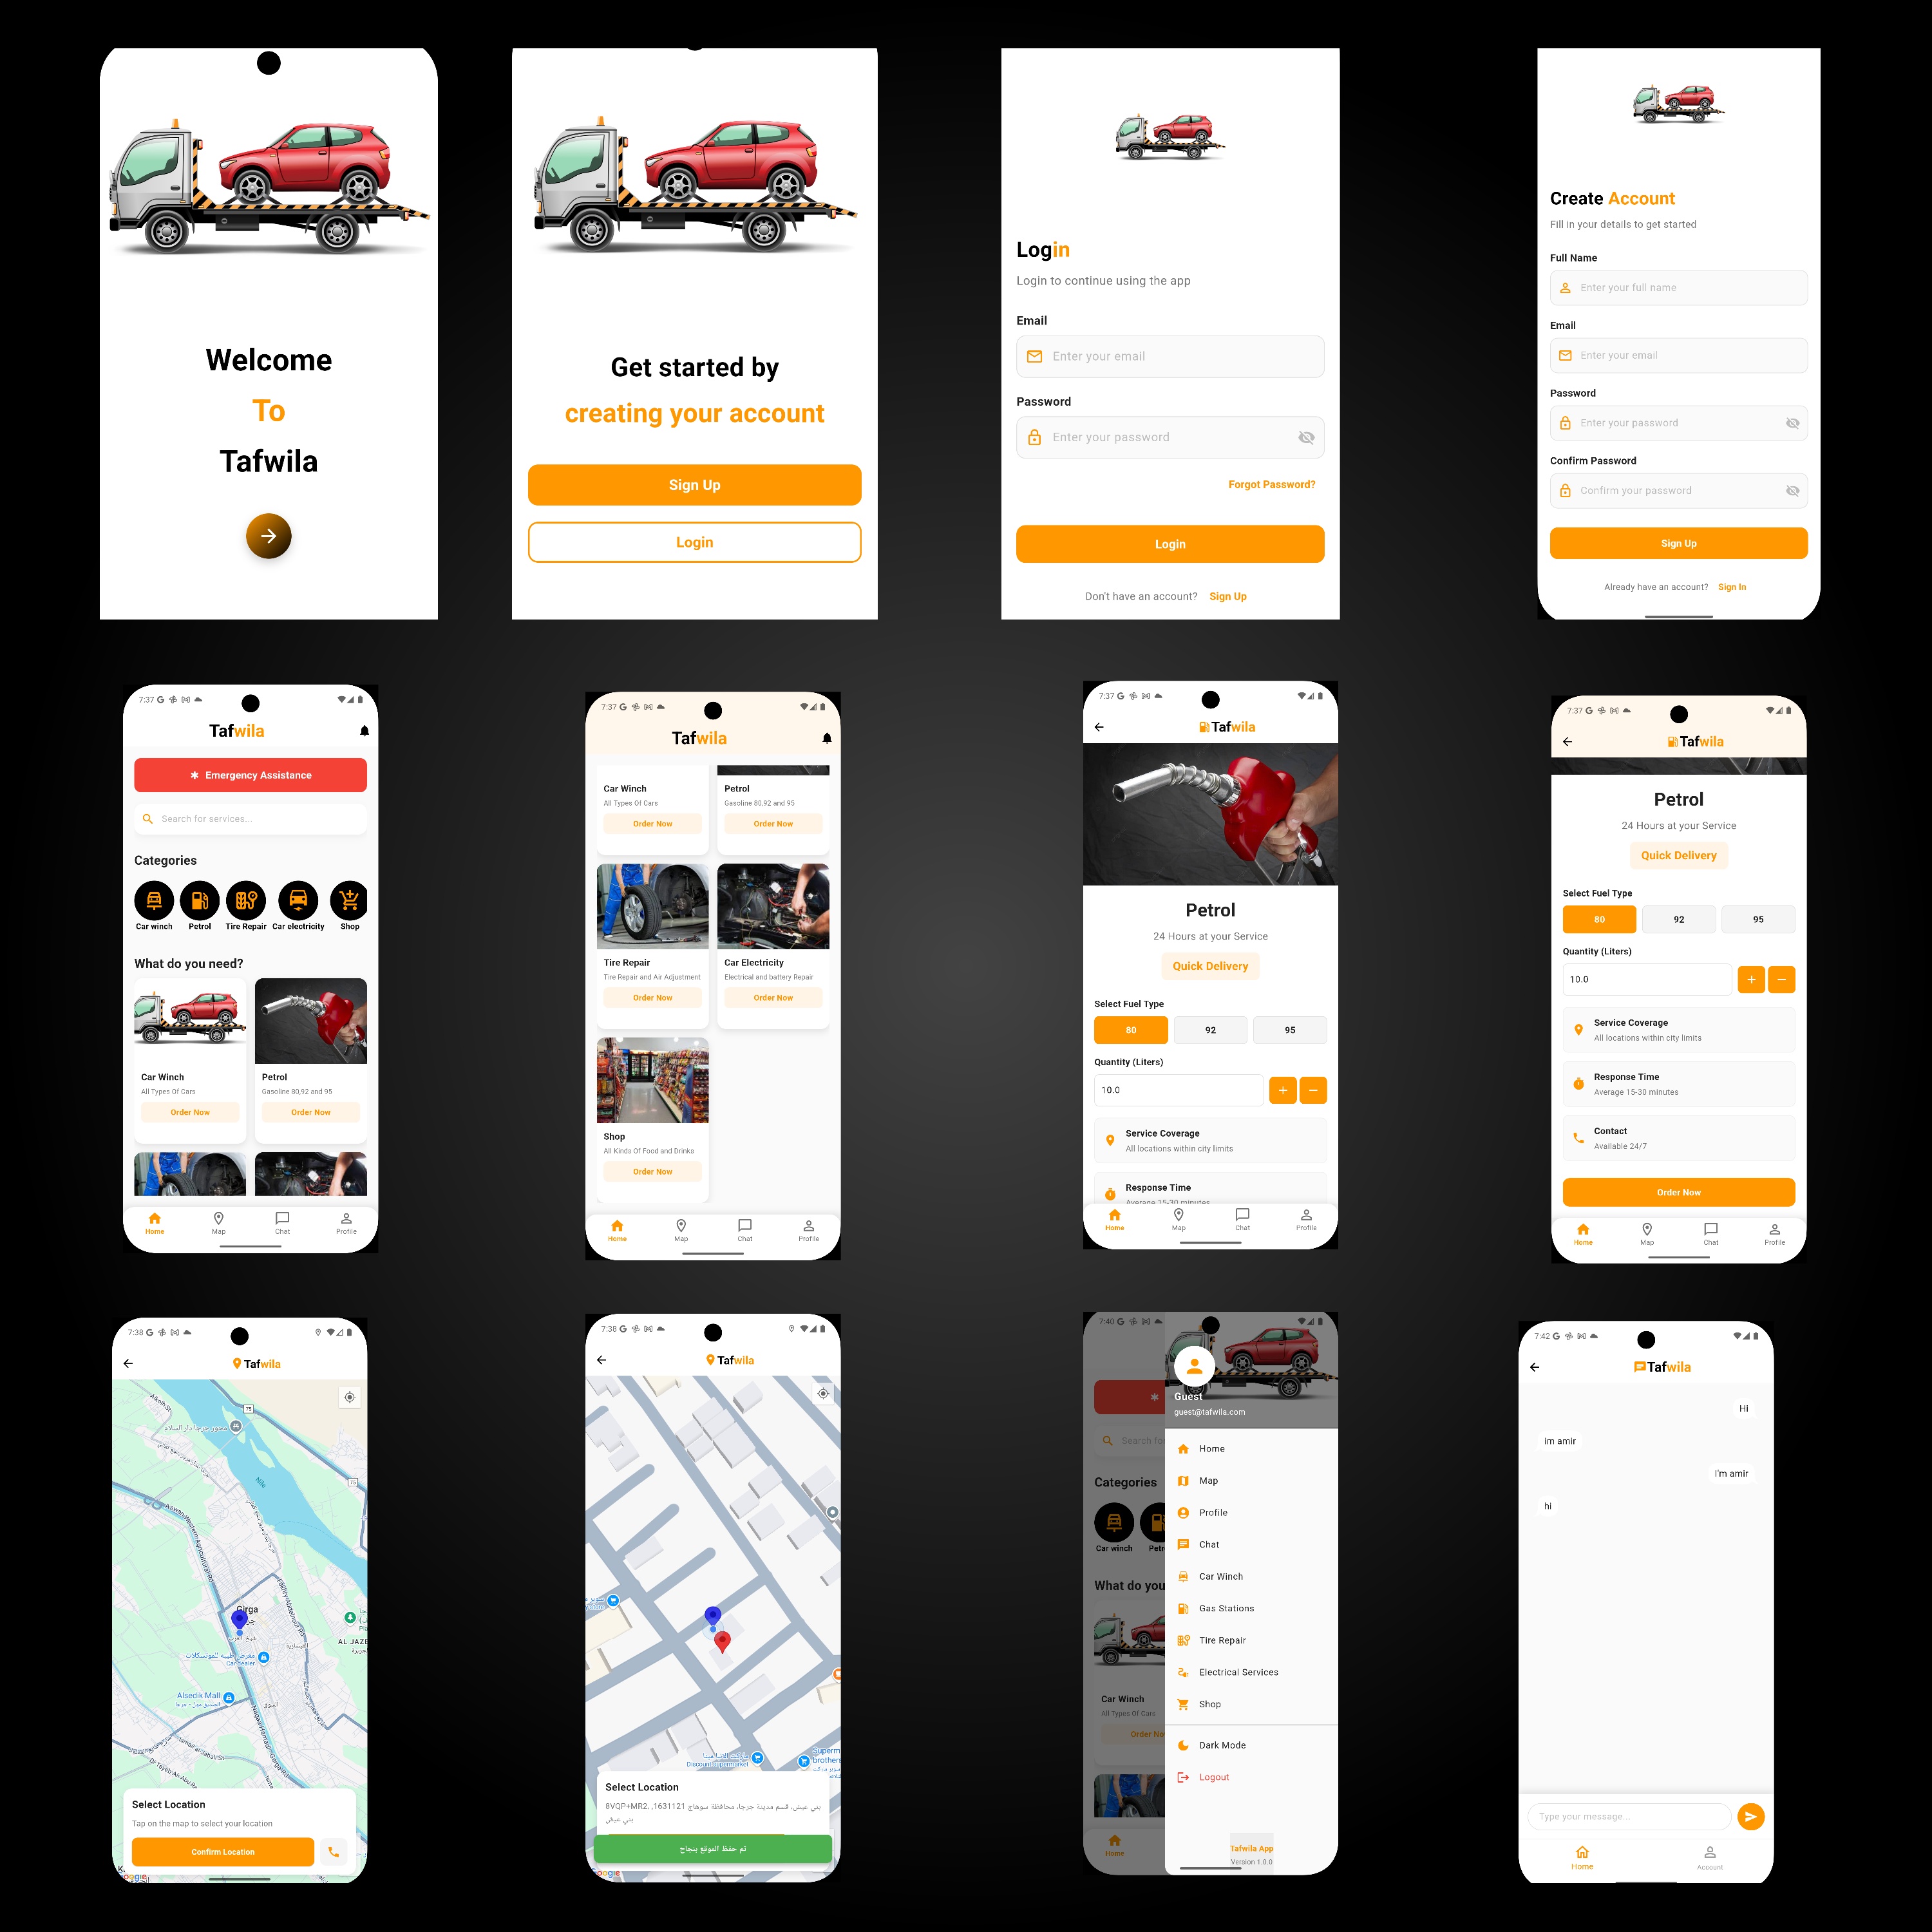 Welcome
To
Tafwila
Get started by
creating your account
Sign Up
Login
Login
Login to continue using the app
Email
Enter your email
Password
Enter your password
Forgot Password?
Login
Don't have an account? Sign Up
Create Account
Fill in your details to get started
Full Name
Enter your full name
Email
Enter your email
Password
Enter your password
Confirm Password
Confirm your password
Sign Up
Already have an account? Sign In
7:37
Tafwila
Emergency Assistance
Search for services...
Categories
Car winch Petrol Tire Repair Car electricity Shop
What do you need?
Car Winch
All Types Of Cars
Order Now
Petrol
Gasoline 80,92 and 95
Order Now
Home Map Chat Profile
7:37
Tafwila
Car Winch
All Types Of Cars
Order Now
Petrol
Gasoline 80,92 and 95
Order Now
Tire Repair
Tire Repair and Air Adjustment
Order Now
Car Electricity
Electrical and battery Repair
Order Now
Shop
All Kinds Of Food and Drinks
Order Now
Home Map Chat Profile
7:37
Tafwila
Petrol
24 Hours at your Service
Quick Delivery
Select Fuel Type
80 92 95
Quantity (Liters)
10.0
+ −
Service Coverage
All locations within city limits
Response Time
Average 15-30 minutes
Home Map Chat Profile
7:37
Tafwila
Petrol
24 Hours at your Service
Quick Delivery
Select Fuel Type
80 92 95
Quantity (Liters)
10.0
+ −
Service Coverage
All locations within city limits
Response Time
Average 15-30 minutes
Contact
Available 24/7
Order Now
Home Map Chat Profile
7:38
Tafwila
75
محور جرجا دار السلام
Nile
75
Aswan Western Agricultural Rd
Girga
AL JAZE
Car dealer
Alsedik Mall
السوق
Select Location
Tap on the map to select your location
Confirm Location
7:38
Tafwila
Discount supermarket
Superm
brothers
Select Location
بني عيش، قسم مدينة جرجا، محافظة سوهاج 1631121, 8VQP+MR2،
بني عيش
تم حفظ الموقع بنجاح
7:40
Guest
guest@tafwila.com
Search for
Categories
Car winch Petr
What do you
Car Winch
All Types Of Cars
Order No
Home
Home
Map
Profile
Chat
Car Winch
Gas Stations
Tire Repair
Electrical Services
Shop
Dark Mode
Logout
Tafwila App
Version 1.0.0
7:42
Tafwila
Hi
im amir
I'm amir
hi
Type your message...
Home Account